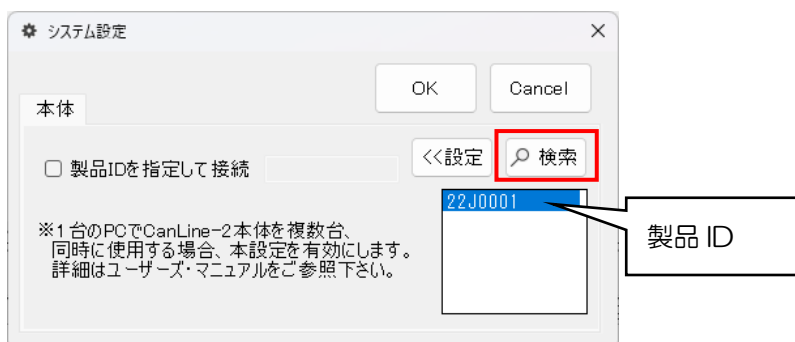 システム設定
OK
Cancel
本体
製品IDを指定して接続
<<設定
検索
22J0001
製品 ID
※1台のPCでCanLine-2本体を複数台、
同時に使用する場合、本設定を有効にします。
詳細はユーザーズ・マニュアルをご参照下さい。